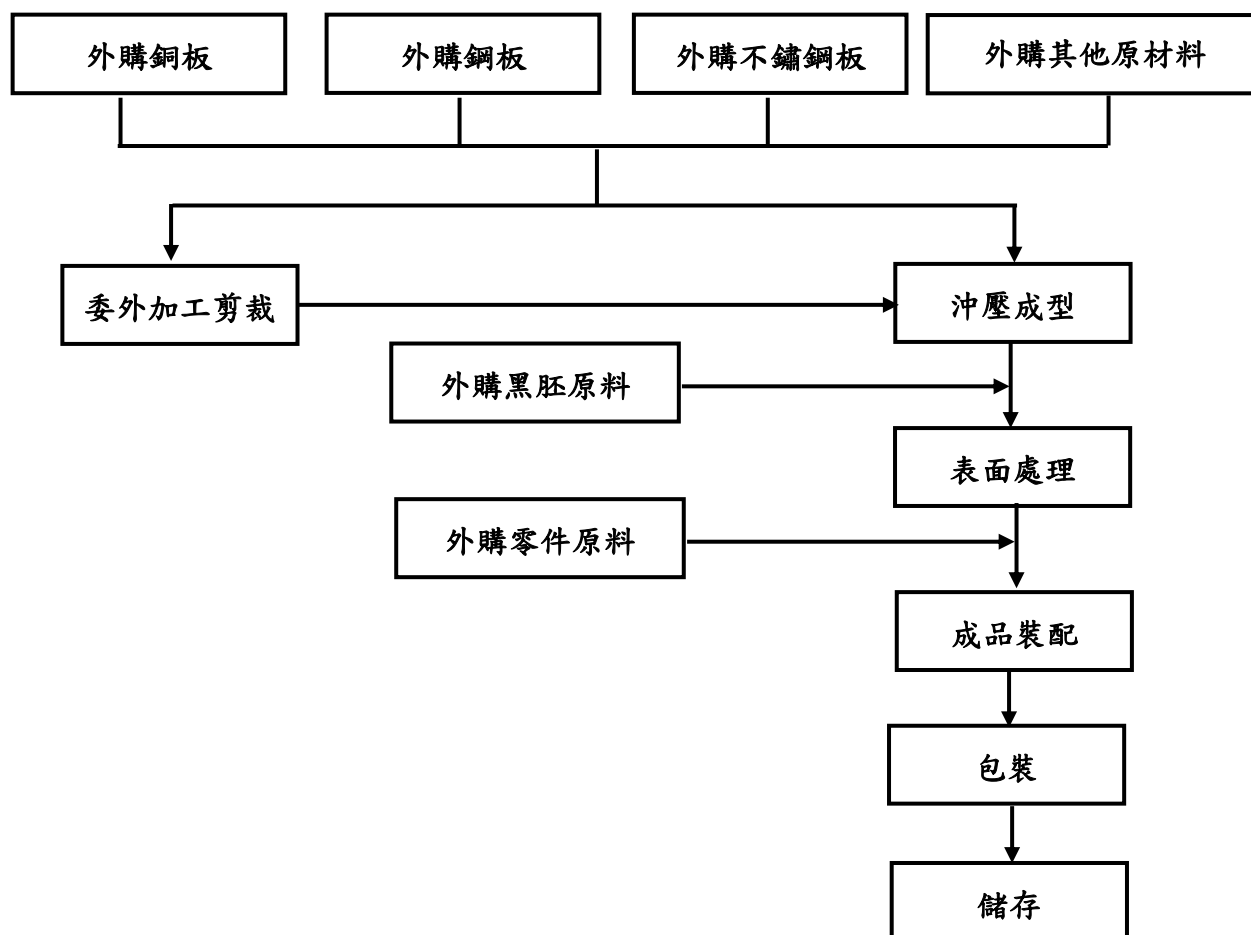 外購銅板
外購鋼板
外購不鏽鋼板
外購其他原材料
委外加工剪裁
沖壓成型
外購黑胚原料
表面處理
外購零件原料
成品裝配
包裝
儲存